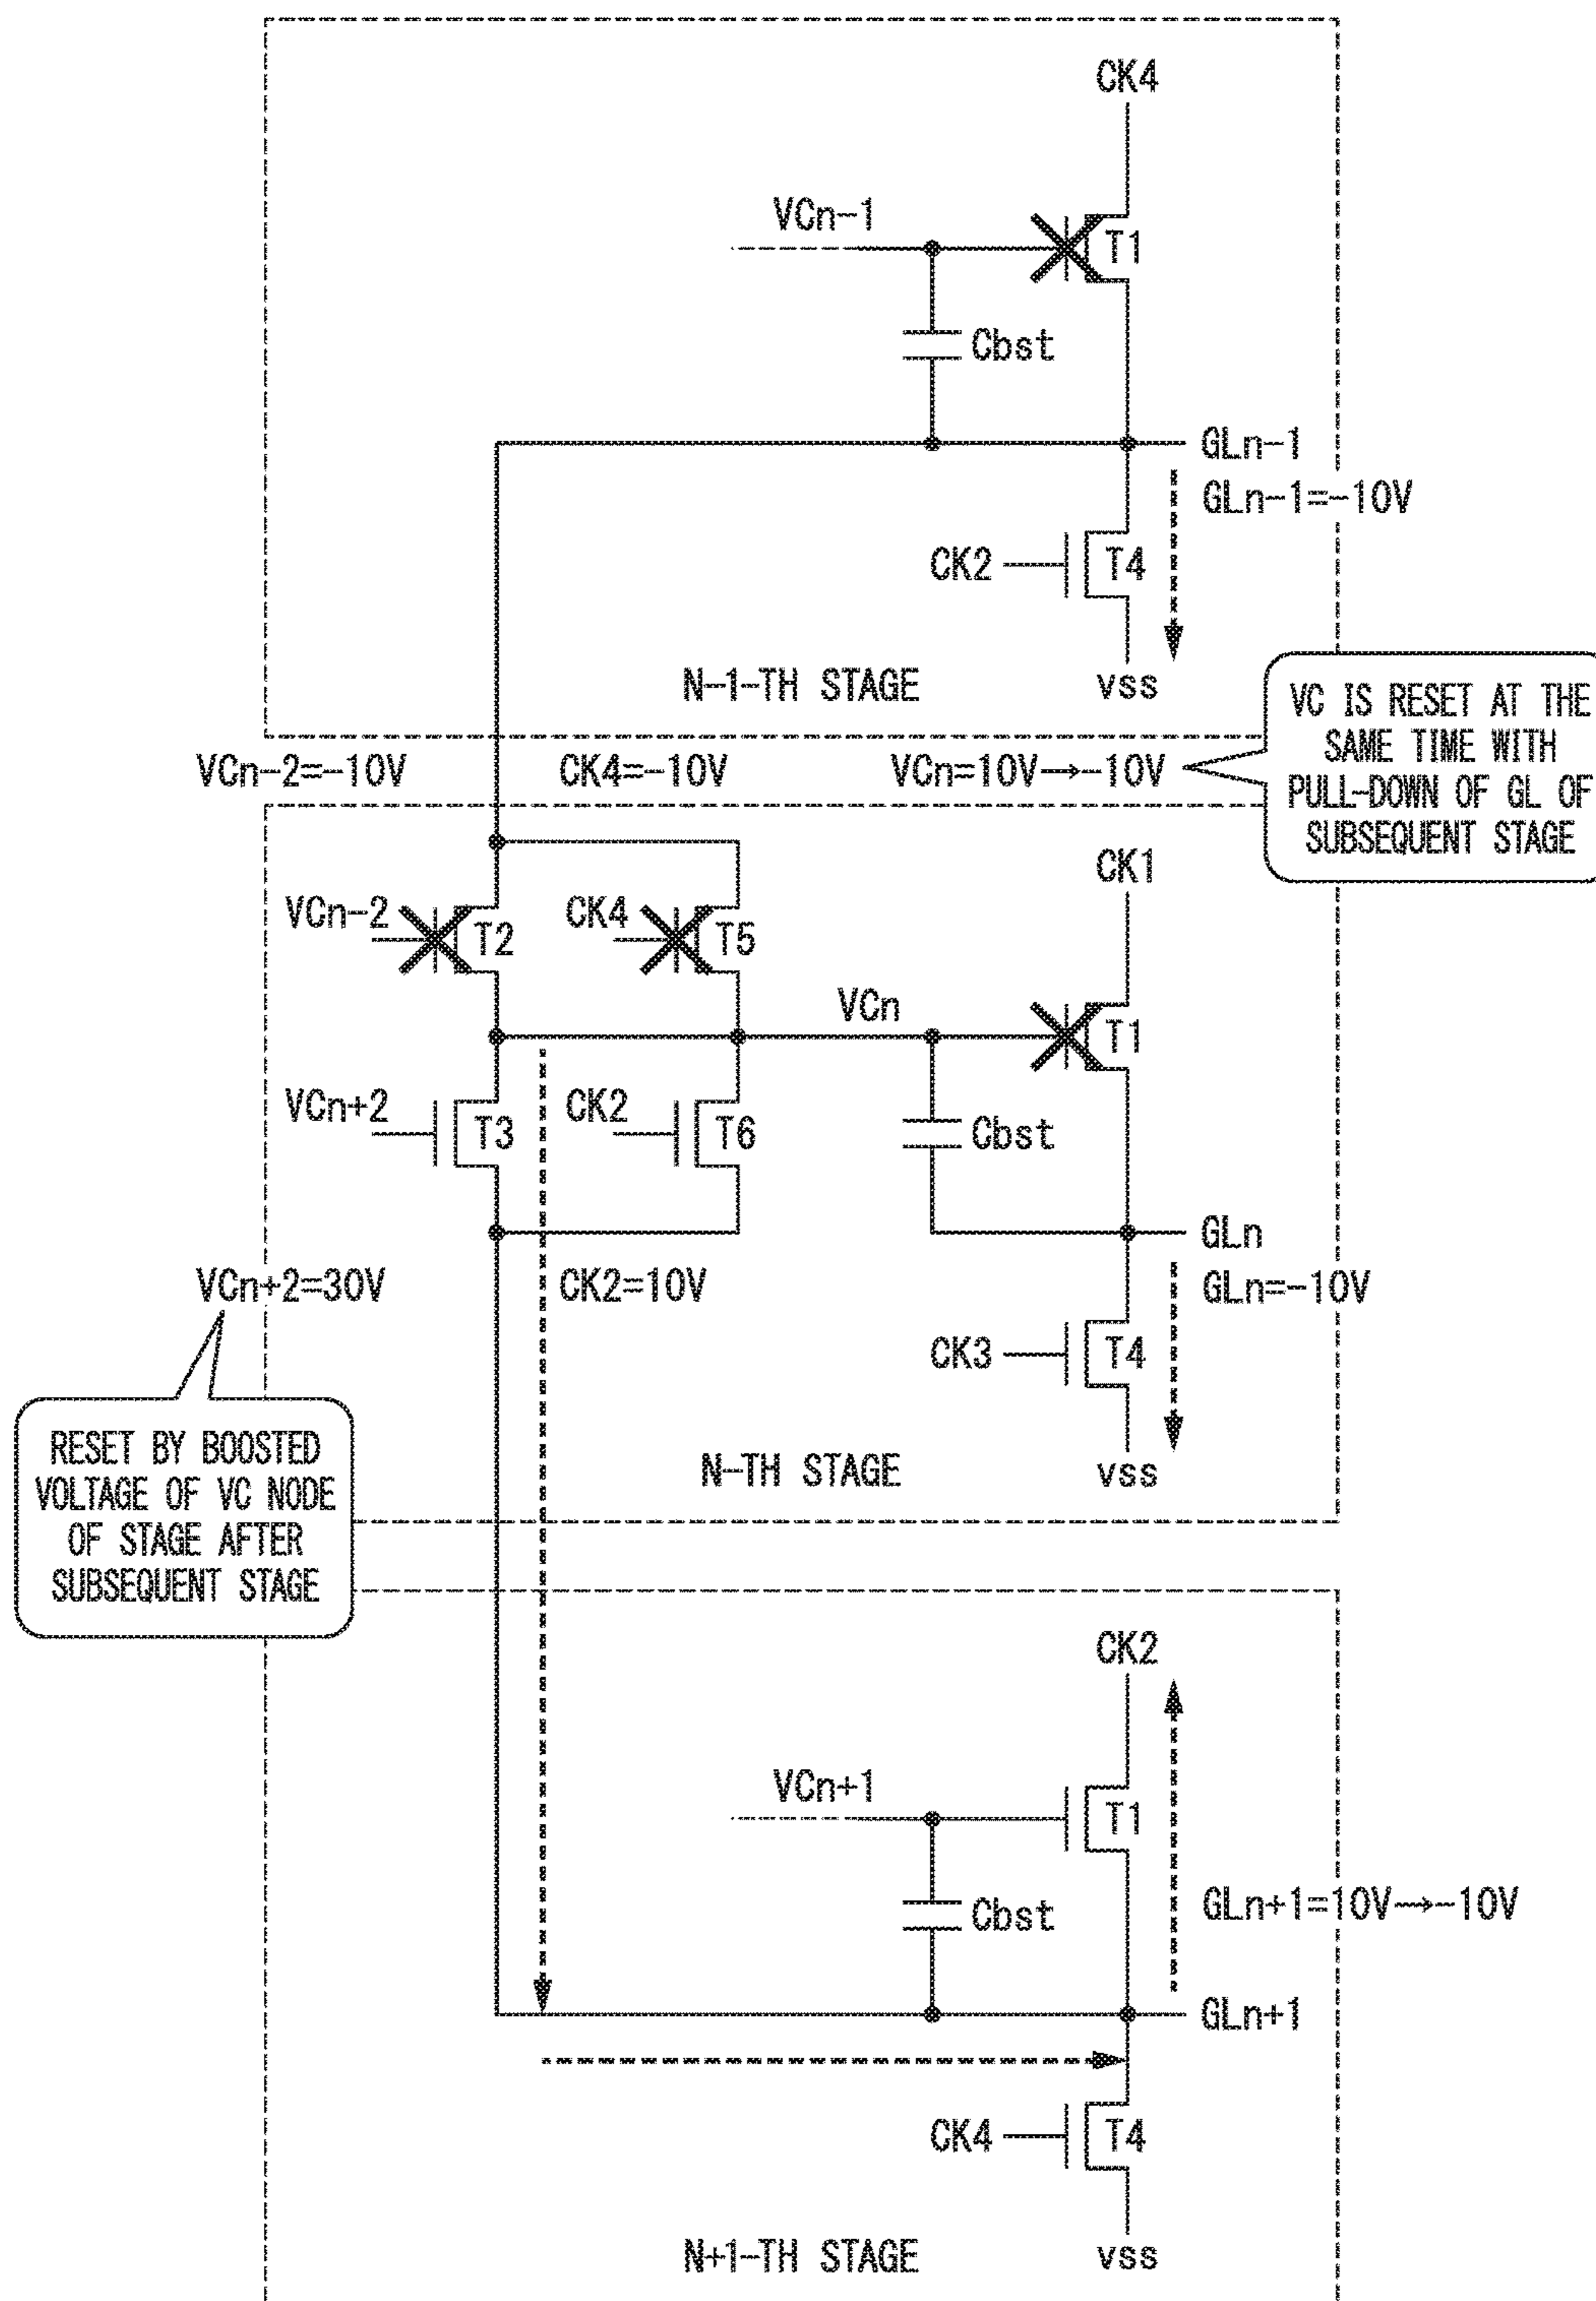 CK4
VCn-1
T1
Cbst
GLn-1
GLn-1=-10V
CK2
T4
N-1-TH STAGE
vss
VC IS RESET AT THE
SAME TIME WITH
PULL-DOWN OF GL OF
SUBSEQUENT STAGE
VCn-2=-10V
CK4=-10V
VCn=10V→-10V
CK1
VCn-2
T2
CK4
T5
VCn
T1
VCn+2
T3
CK2
T6
Cbst
GLn
GLn=-10V
VCn+2=30V
CK2=10V
CK3
T4
RESET BY BOOSTED
VOLTAGE OF VC NODE
OF STAGE AFTER
SUBSEQUENT STAGE
N-TH STAGE
vss
CK2
VCn+1
T1
Cbst
GLn+1=10V→-10V
GLn+1
CK4
T4
N+1-TH STAGE
vss